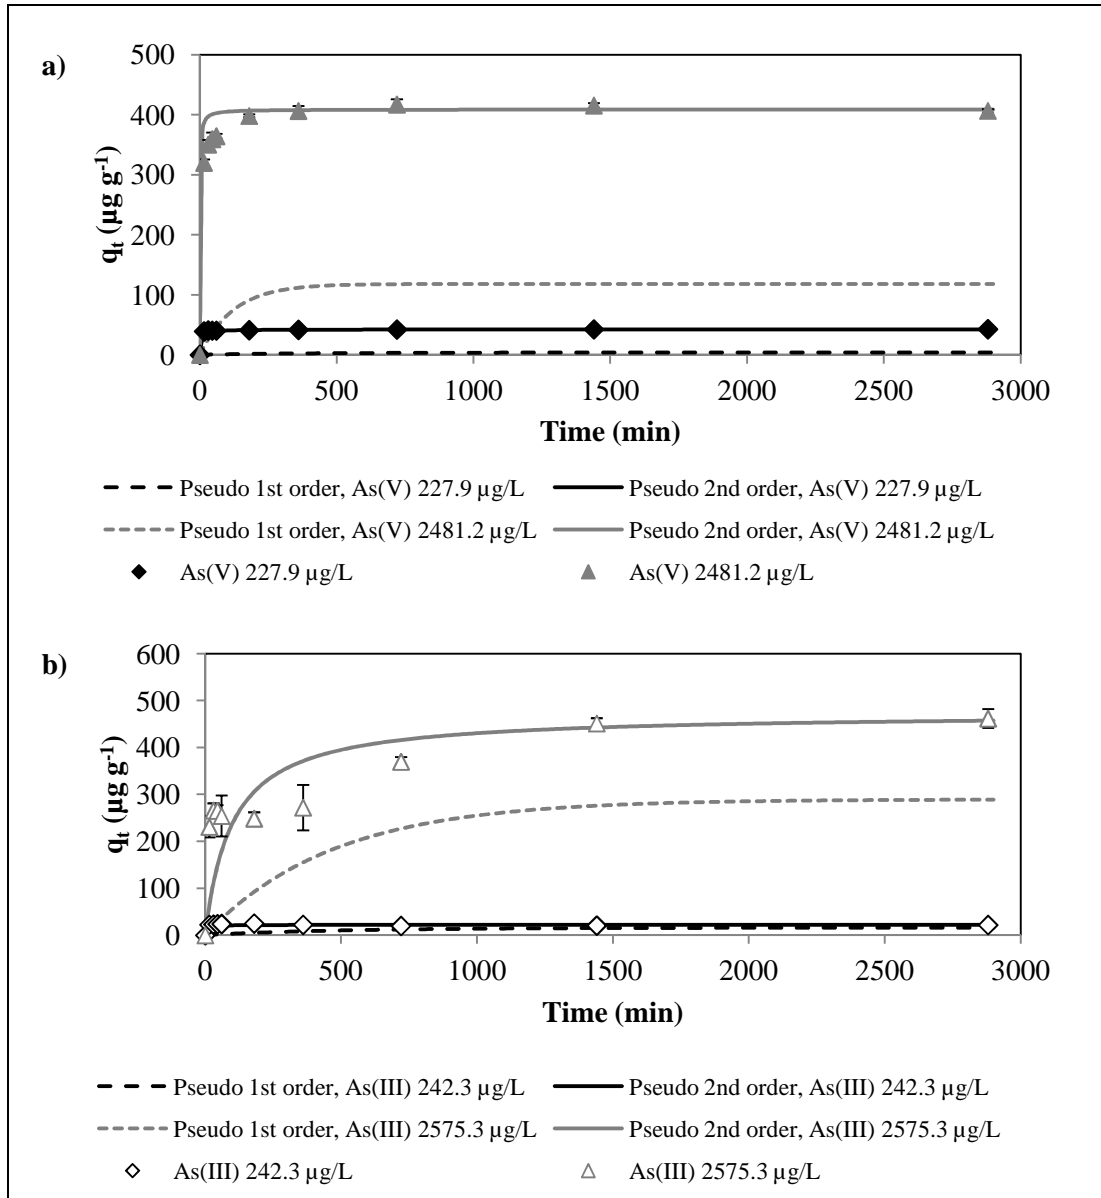 a)
500
400
300
200
100
0
qt (µg g-1)
0 500 1000 1500 2000 2500 3000
Time (min)
Pseudo 1st order, As(V) 227.9 µg/L Pseudo 2nd order, As(V) 227.9 µg/L
Pseudo 1st order, As(V) 2481.2 µg/L Pseudo 2nd order, As(V) 2481.2 µg/L
As(V) 227.9 µg/L As(V) 2481.2 µg/L
b)
600
500
400
300
200
100
0
qt (µg g-1)
0 500 1000 1500 2000 2500 3000
Time (min)
Pseudo 1st order, As(III) 242.3 µg/L Pseudo 2nd order, As(III) 242.3 µg/L
Pseudo 1st order, As(III) 2575.3 µg/L Pseudo 2nd order, As(III) 2575.3 µg/L
As(III) 242.3 µg/L As(III) 2575.3 µg/L